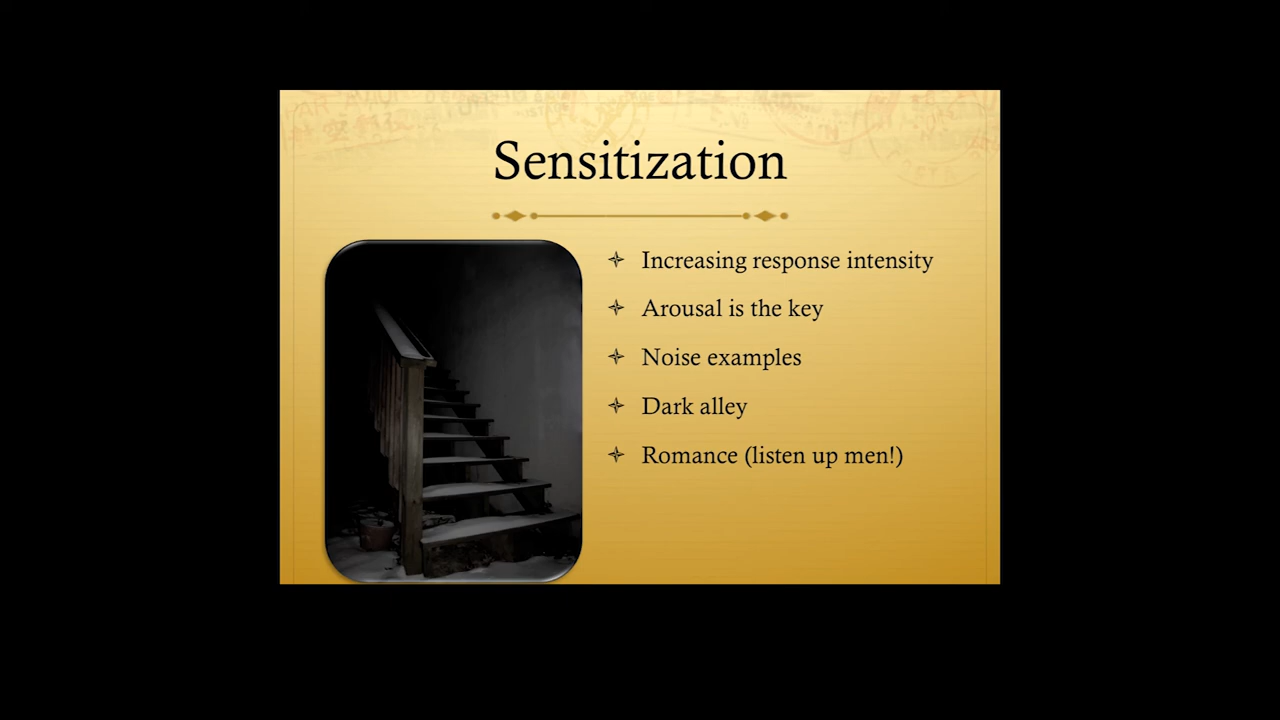 Sensitization
Increasing response intensity
Arousal is the key
Noise examples
Dark alley
Romance (listen up men!)